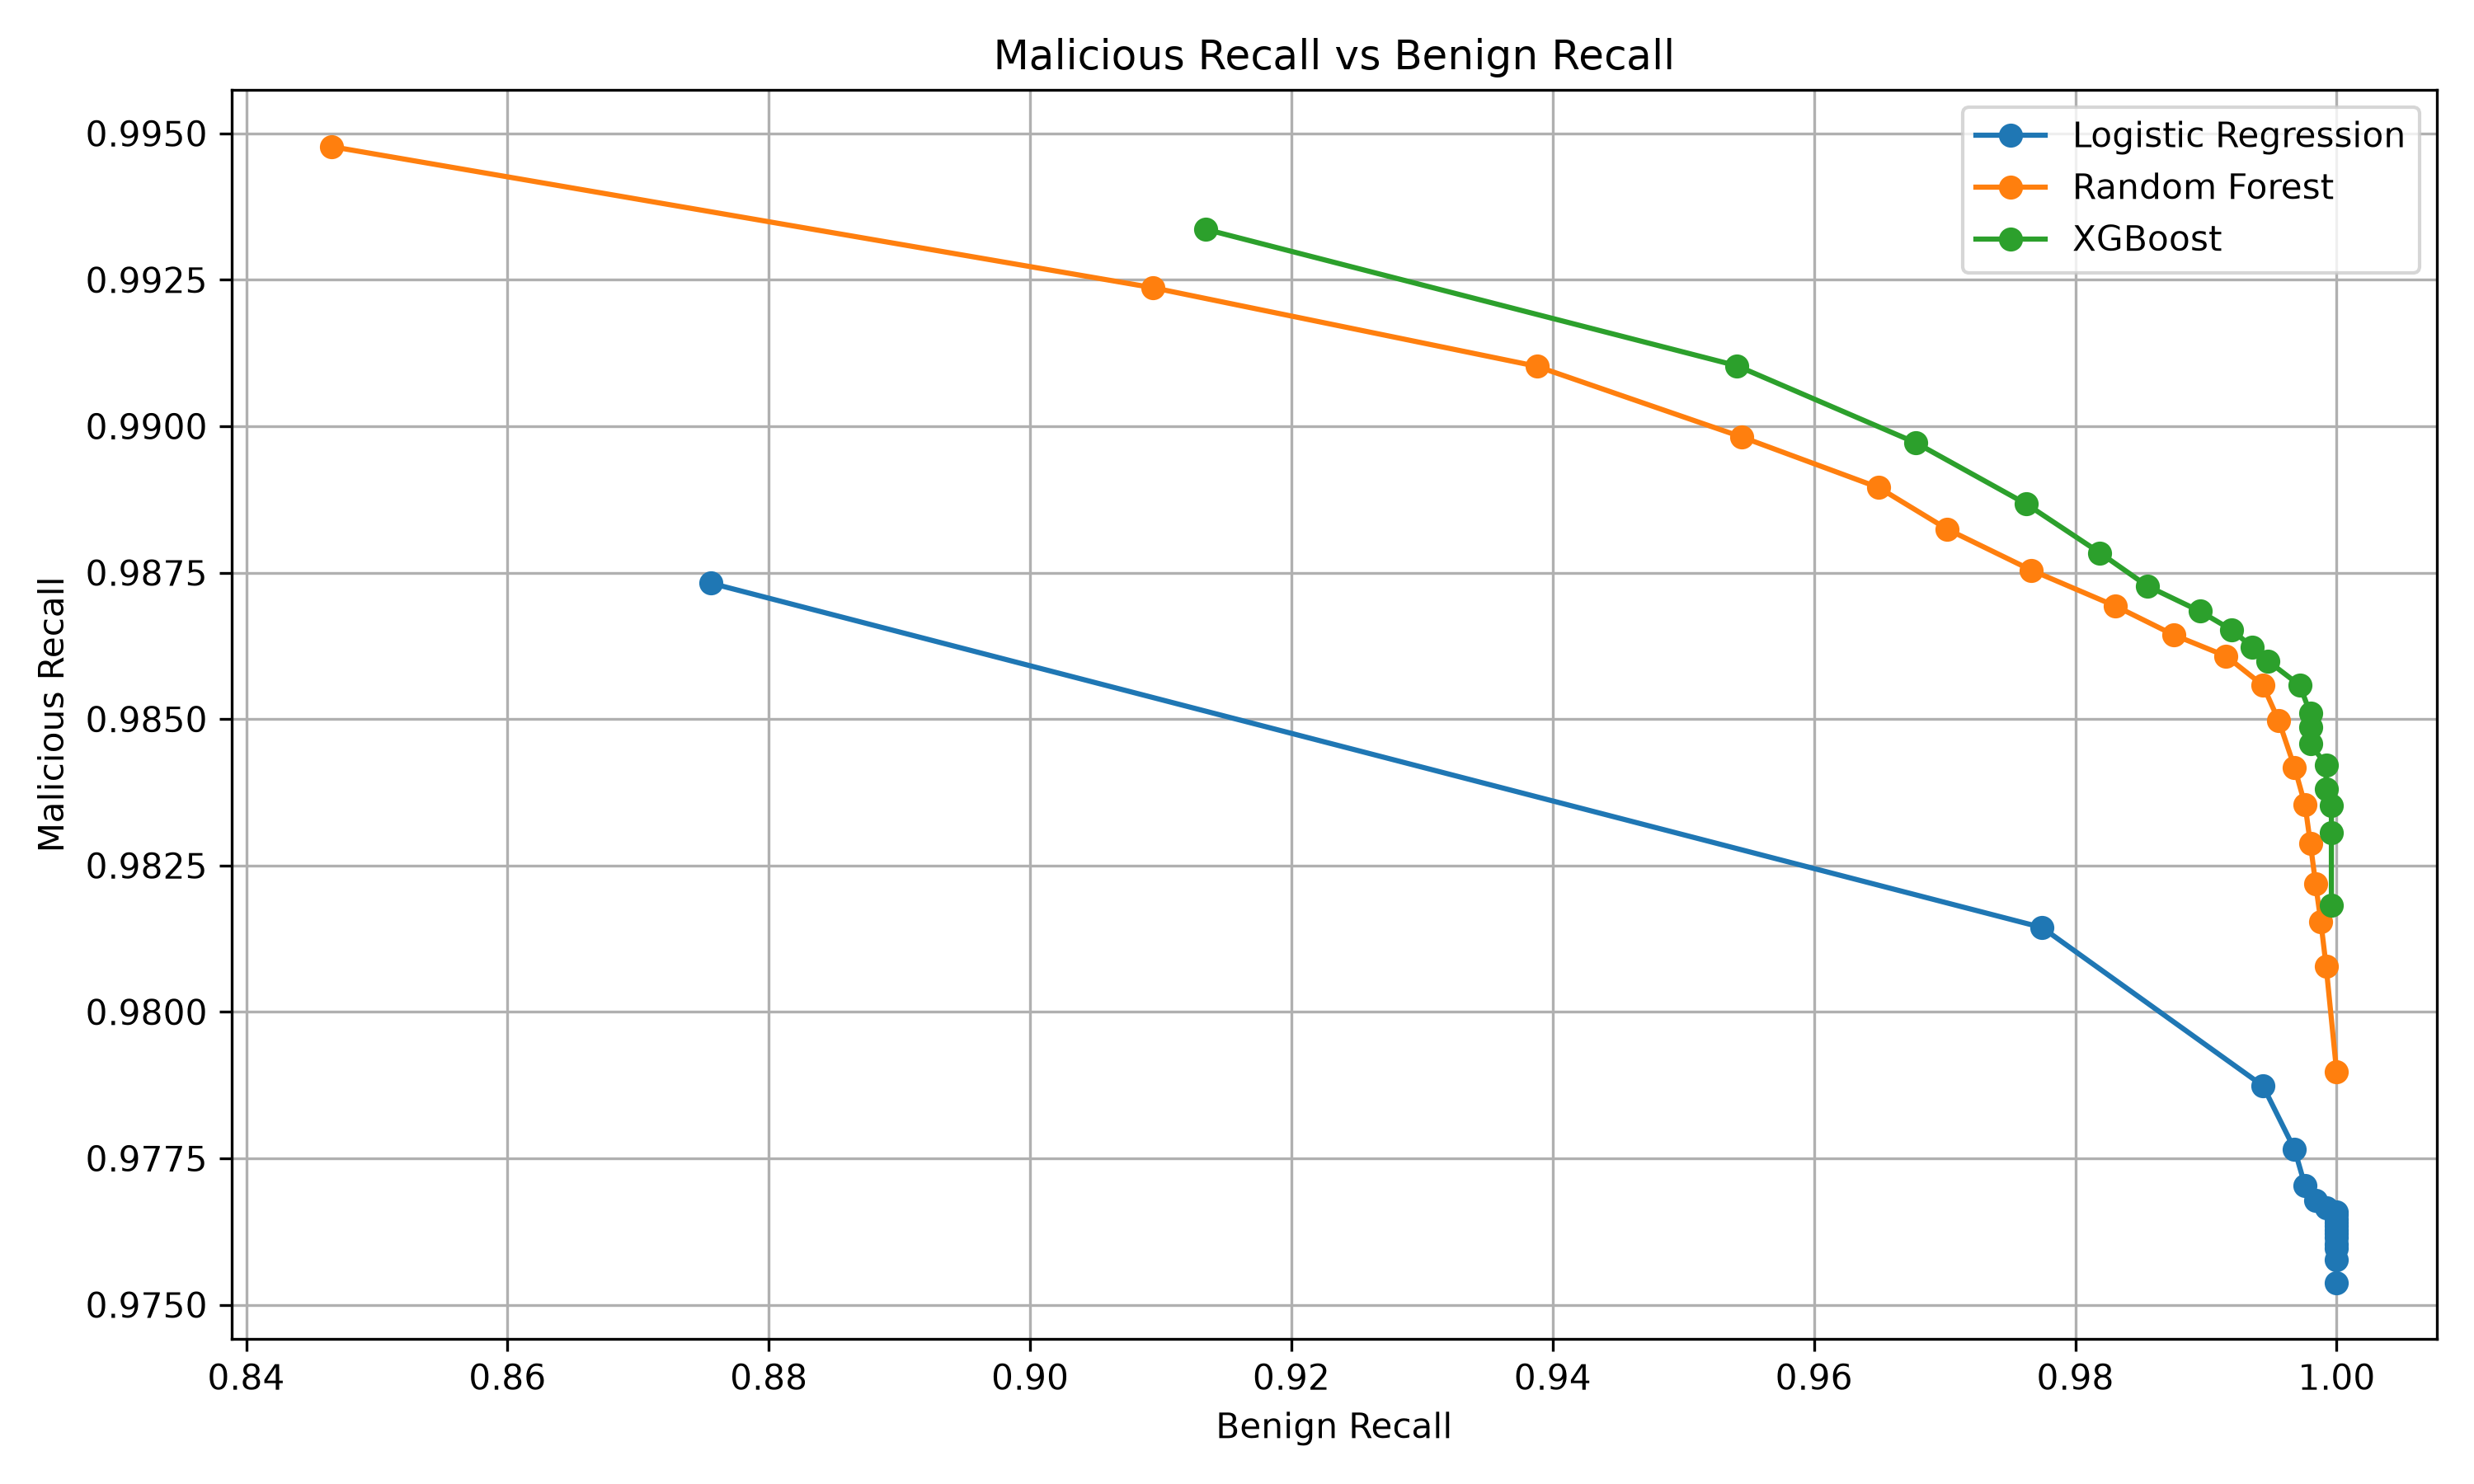 Malicious Recall vs Benign Recall
Logistic Regression
Random Forest
XGBoost
Malicious Recall
0.9950
0.9925
0.9900
0.9875
0.9850
0.9825
0.9800
0.9775
0.9750
0.84 0.86 0.88 0.90 0.92 0.94 0.96 0.98 1.00
Benign Recall